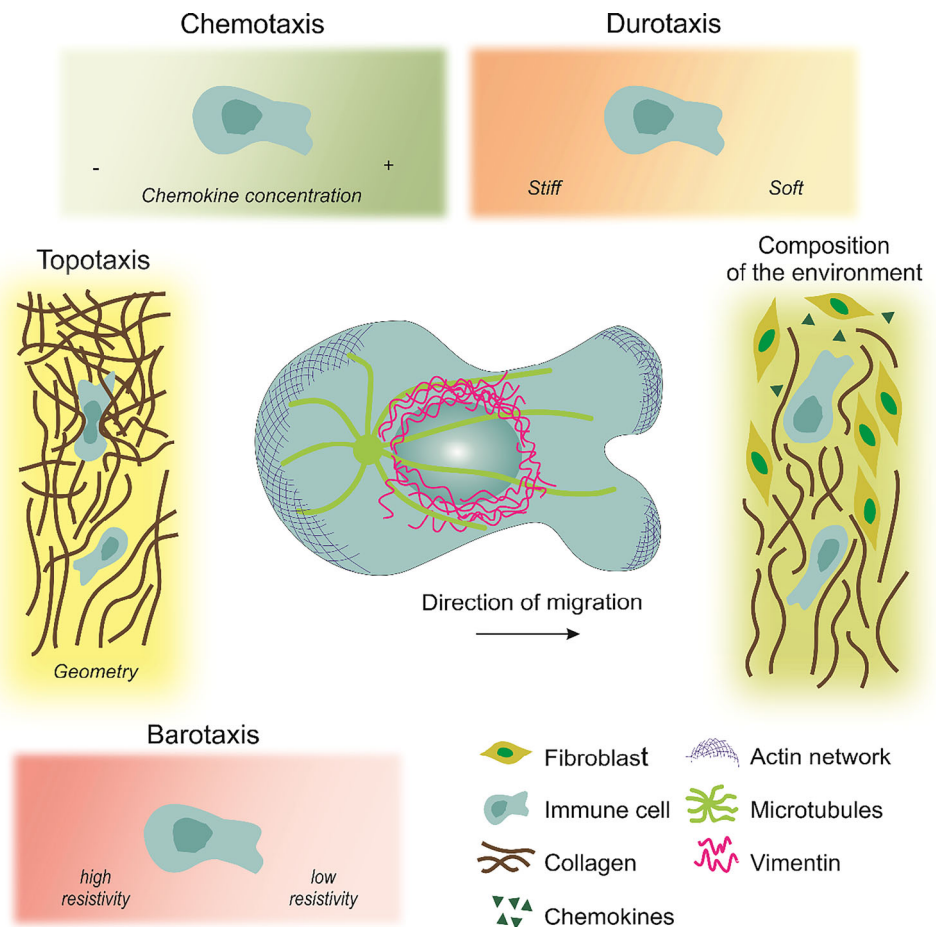 Chemotaxis
-
+
Chemokine concentration
Durotaxis
Stiff
Soft
Topotaxis
Geometry
Composition
of the environment
Direction of migration
Barotaxis
high
resistivity
low
resistivity
Fibroblast
Actin network
Immune cell
Microtubules
Collagen
Vimentin
Chemokines